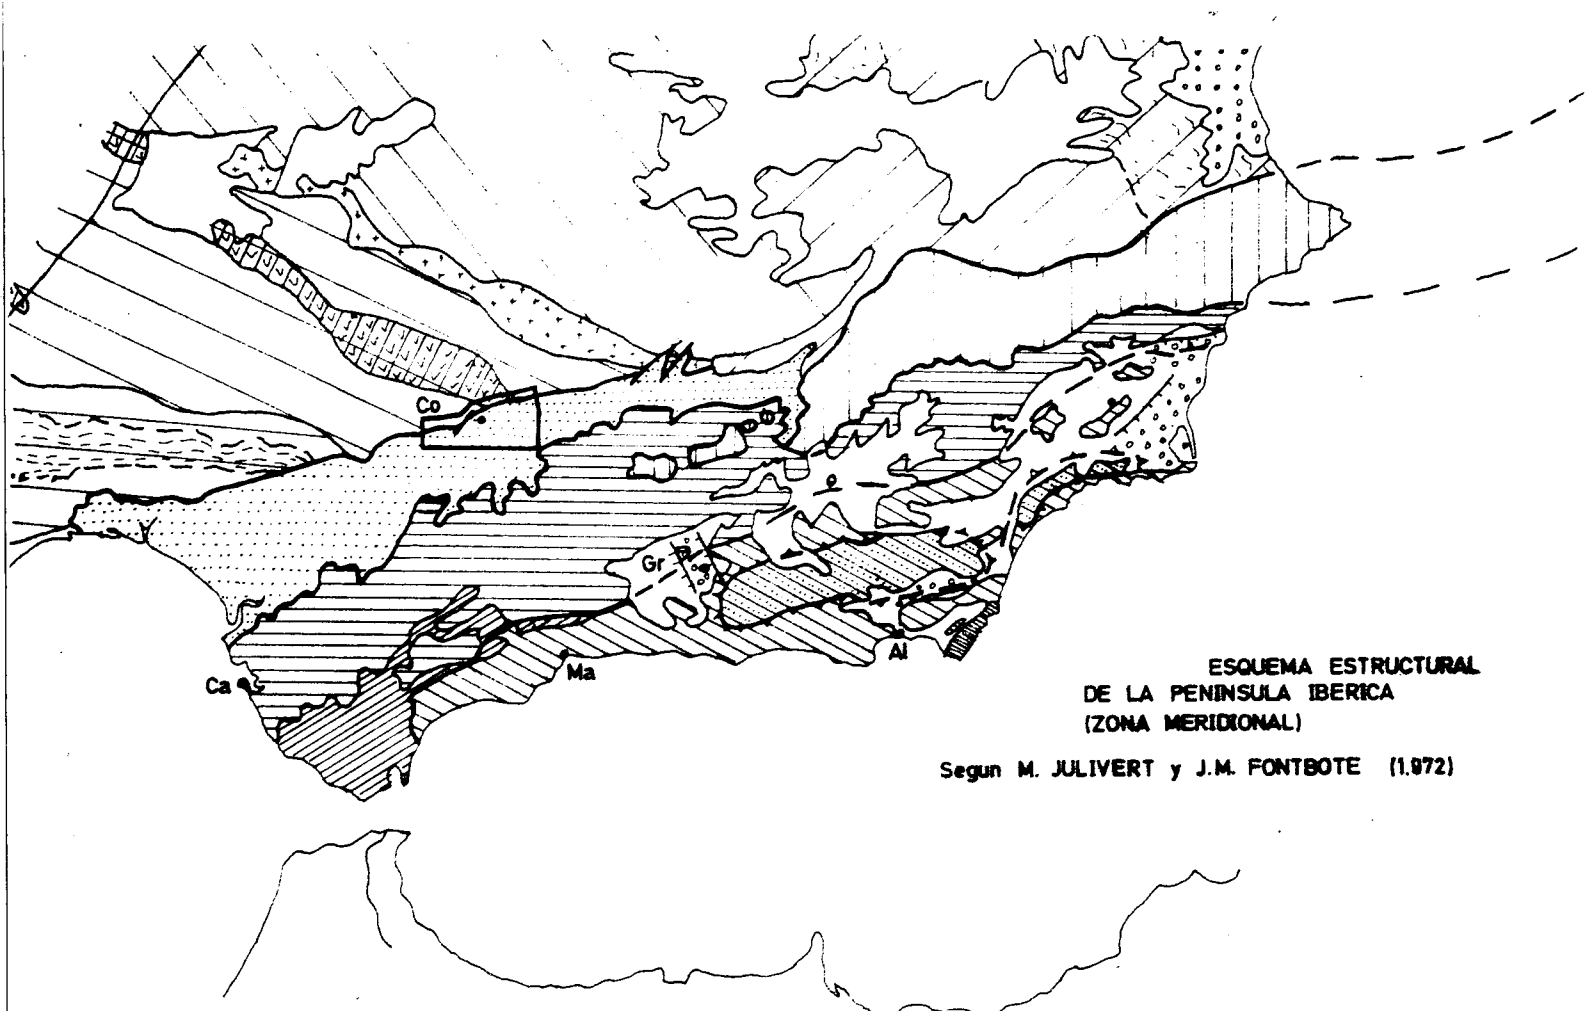 Co
Gr
Al
Ma
Ca
ESQUEMA ESTRUCTURAL
DE LA PENINSULA IBERICA
(ZONA MERIDIONAL)
Segun M. JULIVERT y J.M. FONTBOTE (1.972)